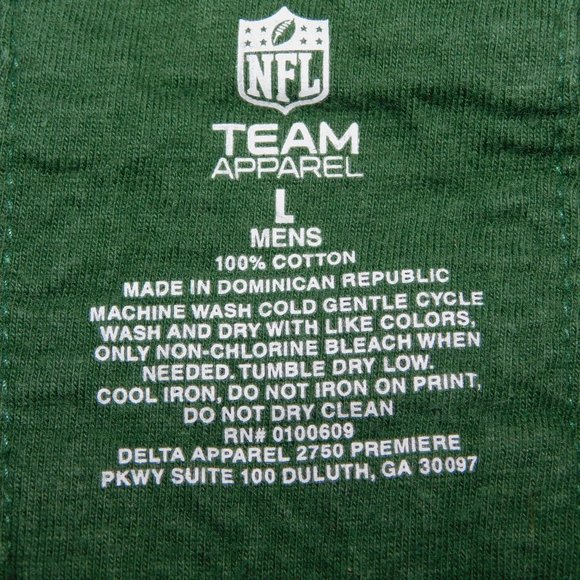 NFL
TEAM
APPAREL
L
MENS
100% COTTON
MADE IN DOMINICAN REPUBLIC
MACHINE WASH COLD GENTLE CYCLE
WASH AND DRY WITH LIKE COLORS,
ONLY NON-CHLORINE BLEACH WHEN
NEEDED. TUMBLE DRY LOW.
COOL IRON, DO NOT IRON ON PRINT,
DO NOT DRY CLEAN
RN# 0100609
DELTA APPAREL 2750 PREMIERE
PKWY SUITE 100 DULUTH, GA 30097